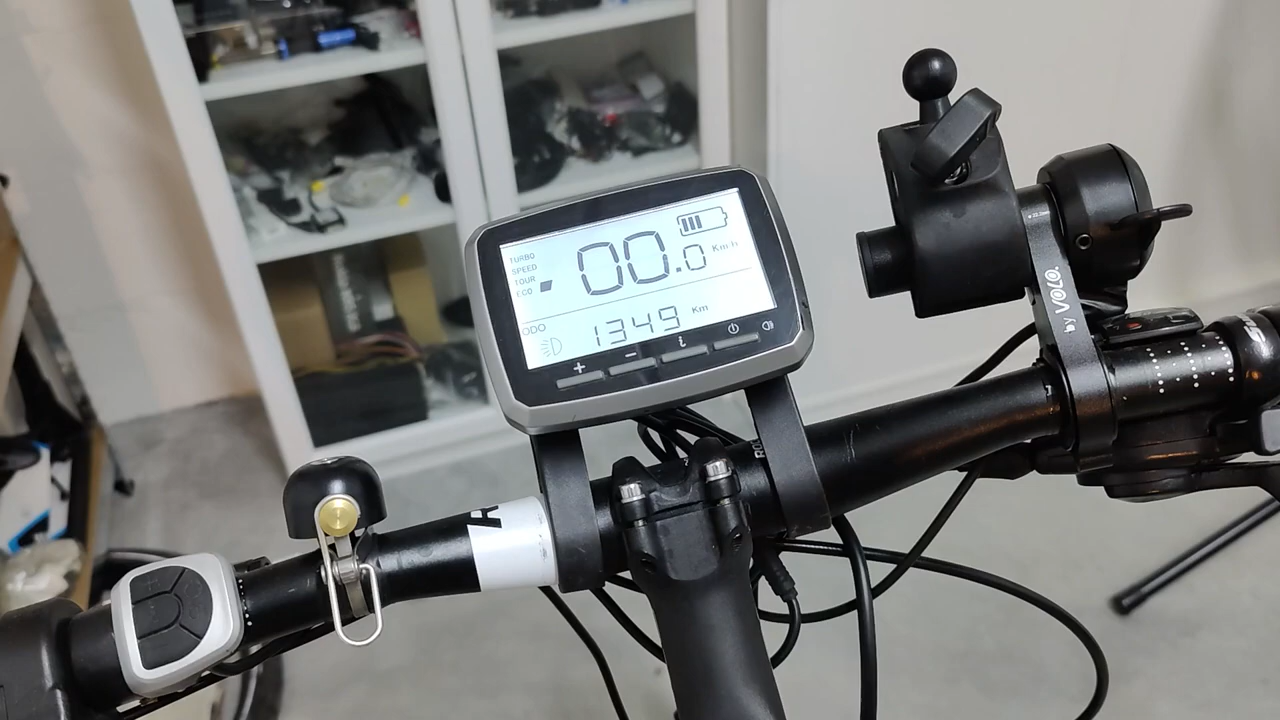 TURBO
SPEED
TOUR
ECO
00.0 Km/h
ODO
1349 Km
+ − i
by VOLO.
A